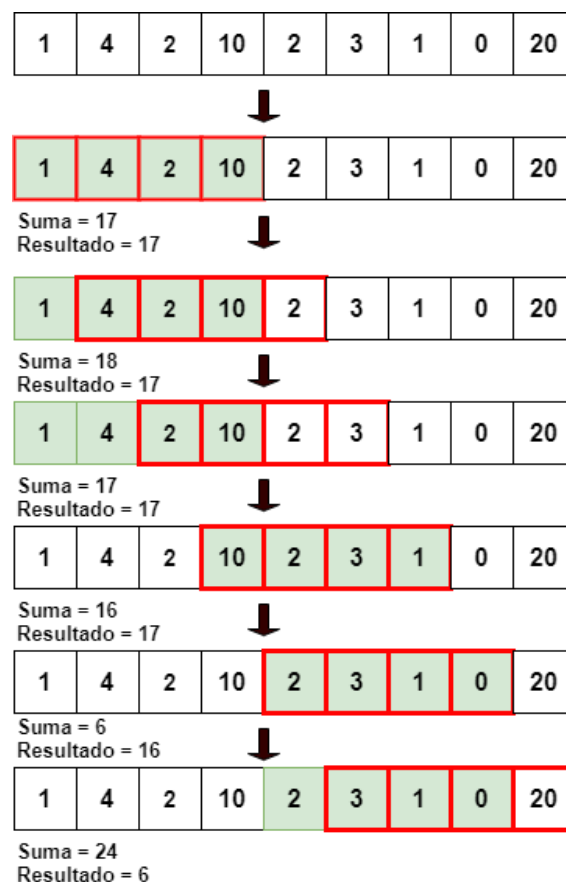 1 4 2 10 2 3 1 0 20
1 4 2 10 2 3 1 0 20
Suma = 17
Resultado = 17
1 4 2 10 2 3 1 0 20
Suma = 18
Resultado = 17
1 4 2 10 2 3 1 0 20
Suma = 17
Resultado = 17
1 4 2 10 2 3 1 0 20
Suma = 16
Resultado = 17
1 4 2 10 2 3 1 0 20
Suma = 6
Resultado = 16
1 4 2 10 2 3 1 0 20
Suma = 24
Resultado = 6